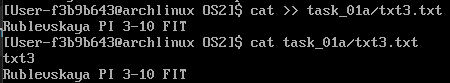 [User-f3b9b643@archlinux OS2]$ cat >> task_01a/txt3.txt
Rublevskaya PI 3-10 FIT
[User-f3b9b643@archlinux OS2]$ cat task_01a/txt3.txt
txt3
Rublevskaya PI 3-10 FIT